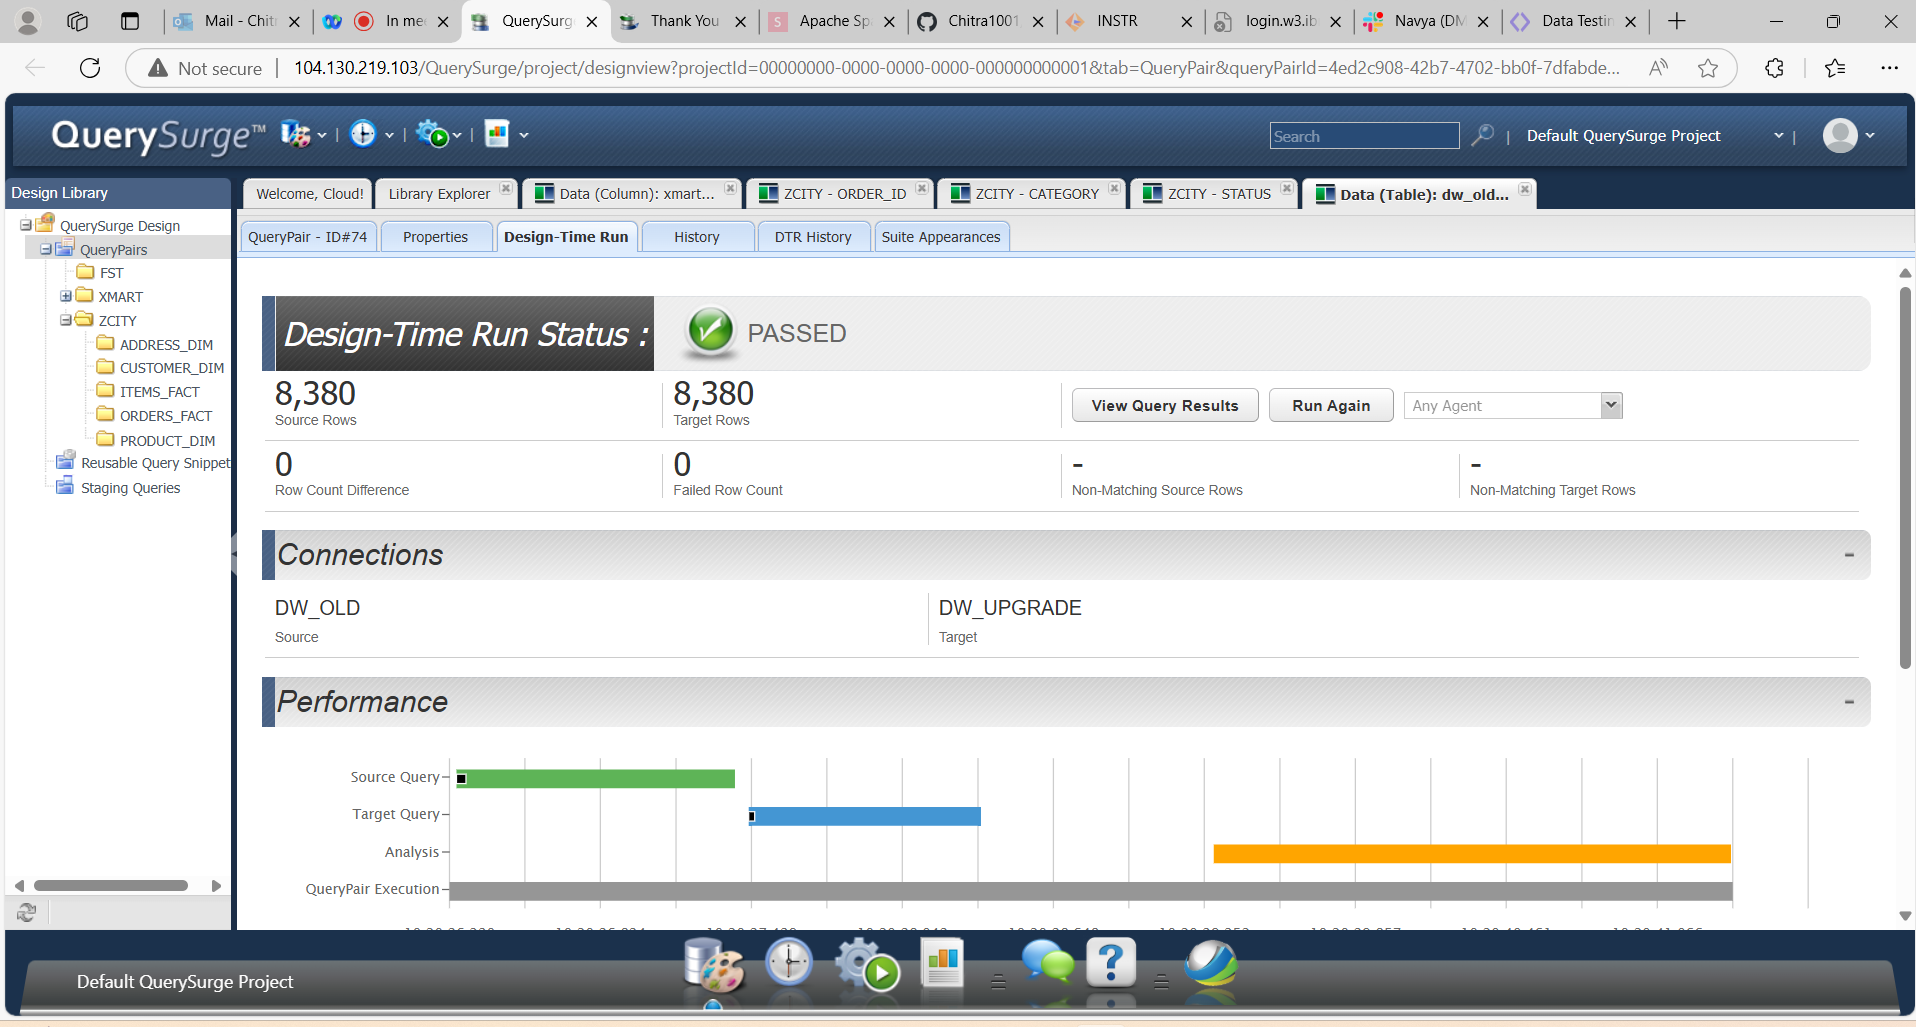 Mail - Chit
In me
QuerySurg
Thank You
Apache Sp
Chitra1001
INSTR
login.w3.ib
Navya (DM
Data Testin
Not secure
104.130.219.103/QuerySurge/project/designview?projectId=00000000-0000-0000-0000-000000000001&tab=QueryPair&queryPairId=4ed2c908-42b7-4702-bb0f-7dfabde...
QuerySurge™
Search
Default QuerySurge Project
Design Library
Welcome, Cloud!
Library Explorer
Data (Column): xmart...
ZCITY - ORDER_ID
ZCITY - CATEGORY
ZCITY - STATUS
Data (Table): dw_old...
QuerySurge Design
QueryPairs
FST
XMART
ZCITY
ADDRESS_DIM
CUSTOMER_DIM
ITEMS_FACT
ORDERS_FACT
PRODUCT_DIM
Reusable Query Snippet
Staging Queries
QueryPair - ID#74
Properties
Design-Time Run
History
DTR History
Suite Appearances
Design-Time Run Status :
PASSED
8,380
Source Rows
8,380
Target Rows
View Query Results
Run Again
Any Agent
0
Row Count Difference
0
Failed Row Count
-
Non-Matching Source Rows
-
Non-Matching Target Rows
Connections
-
DW_OLD
Source
DW_UPGRADE
Target
Performance
-
Source Query
Target Query
Analysis
QueryPair Execution
Default QuerySurge Project